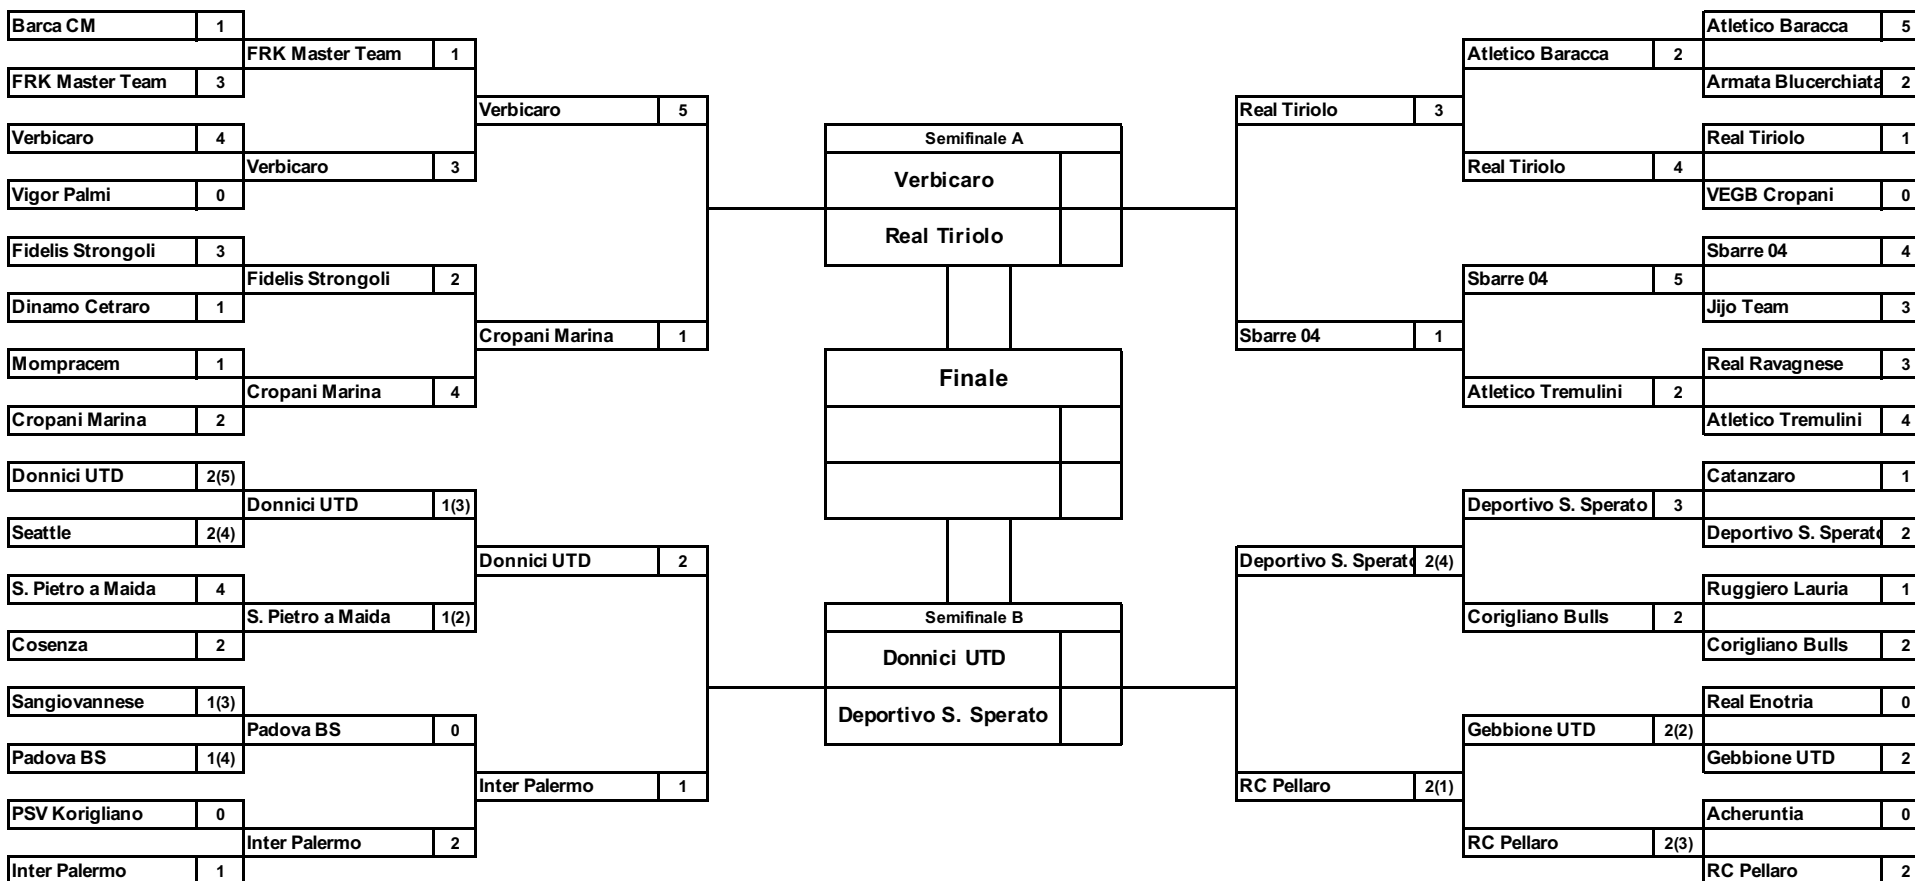 Barca CM 1
FRK Master Team 3
Verbicaro 4
Vigor Palmi 0
Fidelis Strongoli 3
Dinamo Cetraro 1
Mompracem 1
Cropani Marina 2
Donnici UTD 2(5)
Seattle 2(4)
S. Pietro a Maida 4
Cosenza 2
Sangiovannese 1(3)
Padova BS 1(4)
PSV Korigliano 0
Inter Palermo 1
FRK Master Team 1
Verbicaro 3
Fidelis Strongoli 2
Cropani Marina 4
Donnici UTD 1(3)
S. Pietro a Maida 1(2)
Padova BS 0
Inter Palermo 2
Verbicaro 5
Cropani Marina 1
Donnici UTD 2
Inter Palermo 1
Semifinale A
Verbicaro
Real Tiriolo
Finale
Semifinale B
Donnici UTD
Deportivo S. Sperato
Real Tiriolo 3
Sbarre 04 1
Deportivo S. Sperato 2(4)
RC Pellaro 2(1)
Atletico Baracca 2
Real Tiriolo 4
Sbarre 04 5
Atletico Tremulini 2
Deportivo S. Sperato 3
Corigliano Bulls 2
Gebbione UTD 2(2)
RC Pellaro 2(3)
Atletico Baracca 5
Armata Blucerchiata 2
Real Tiriolo 1
VEGB Cropani 0
Sbarre 04 4
Jijo Team 3
Real Ravagnese 3
Atletico Tremulini 4
Catanzaro 1
Deportivo S. Sperato 2
Ruggiero Lauria 1
Corigliano Bulls 2
Real Enotria 0
Gebbione UTD 2
Acheruntia 0
RC Pellaro 2